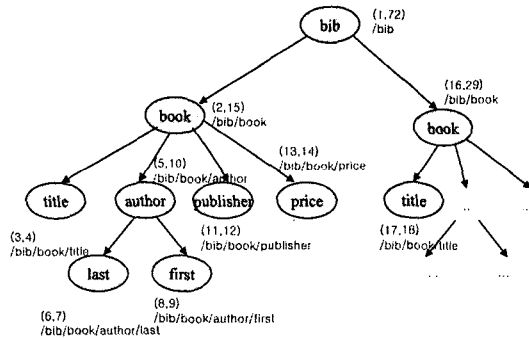 bib
(1,72)
/bib
book
(2,15)
/bib/book
(16,29)
/bib/book
book
(5,10)
/bib/book/author
(13,14)
/bib/book/price
title
author
publisher
price
title
(3,4)
/bib/book/title
(11,12)
/bib/book/publisher
(17,18)
/bib/book/title
..
..
last
first
..
...
(6,7)
/bib/book/author/last
(8,9)
/bib/book/author/first